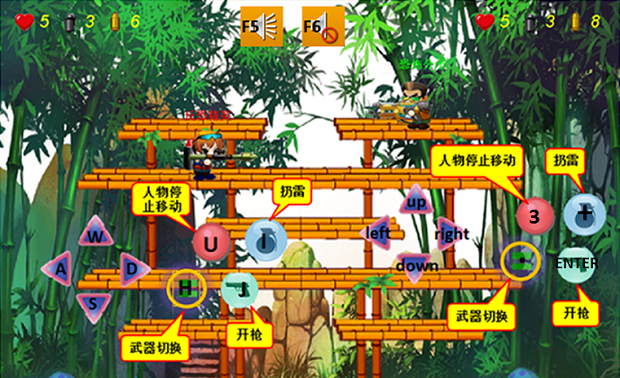 5 3 6
F5
F6
5 3 8
人物停止移动
扔雷
人物停
止移动
扔雷
up
3
+
W
U
left
right
A
D
down
ENTER
S
H
J
武器切换
开枪
武器切换
开枪